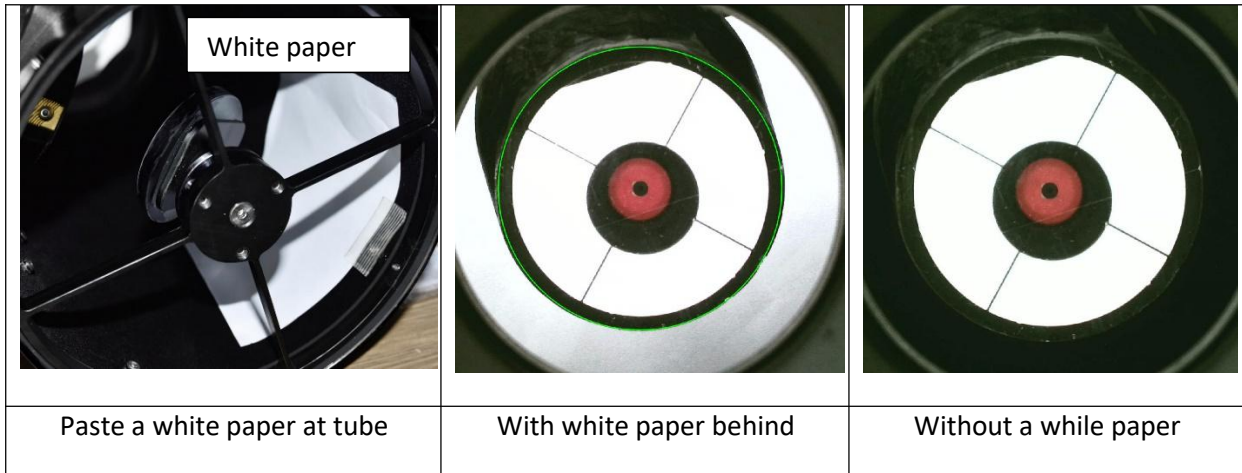 White paper
Paste a white paper at tube
With white paper behind
Without a while paper